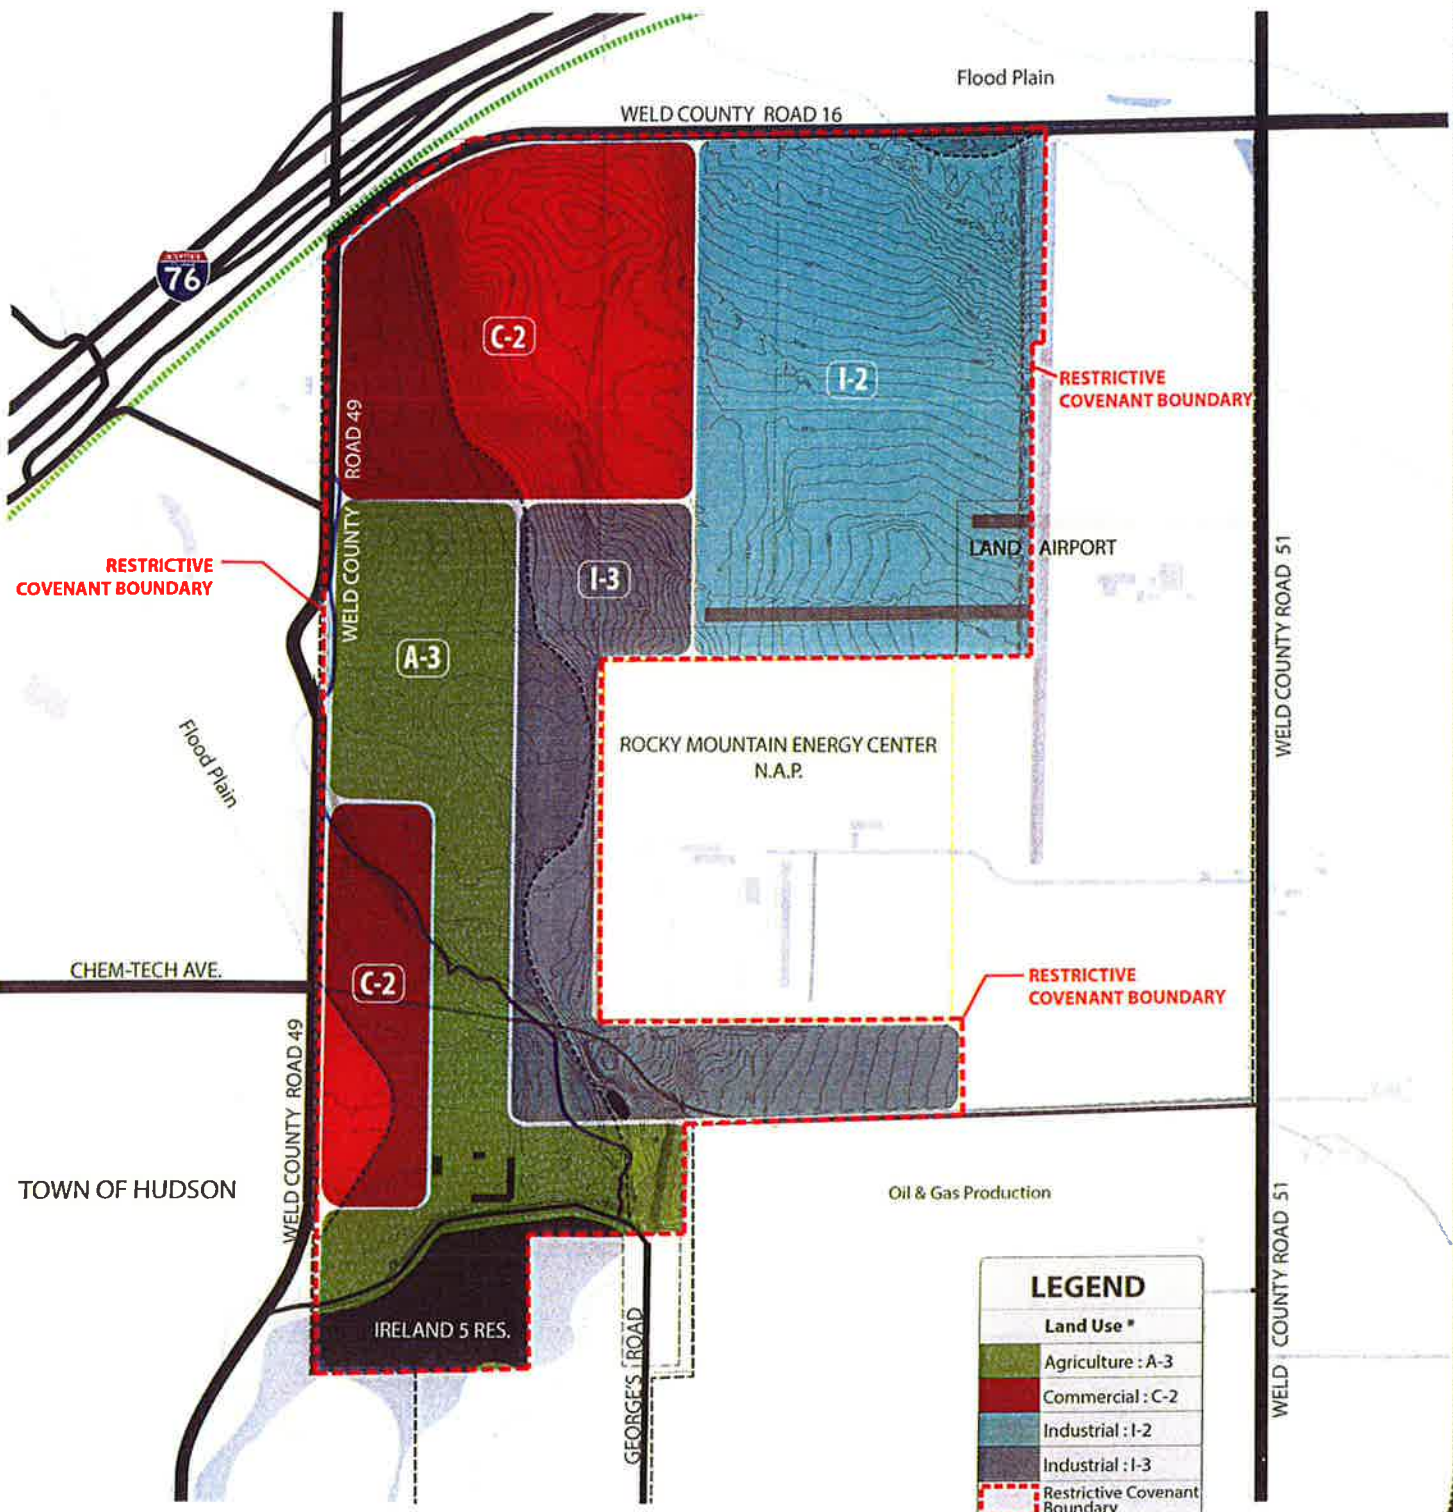 Flood Plain
WELD COUNTY ROAD 16
INTERSTATE
76
C-2
I-2
RESTRICTIVE
COVENANT BOUNDARY
WELD COUNTY ROAD 49
LAND AIRPORT
RESTRICTIVE
COVENANT BOUNDARY
I-3
A-3
WELD COUNTY ROAD 51
Flood Plain
ROCKY MOUNTAIN ENERGY CENTER
N.A.P.
CHEM-TECH AVE.
C-2
RESTRICTIVE
COVENANT BOUNDARY
WELD COUNTY ROAD 49
TOWN OF HUDSON
Oil & Gas Production
WELD COUNTY ROAD 51
IRELAND 5 RES.
GEORGE'S ROAD
LEGEND
Land Use *
Agriculture : A-3
Commercial : C-2
Industrial : I-2
Industrial : I-3
Restrictive Covenant
Boundary